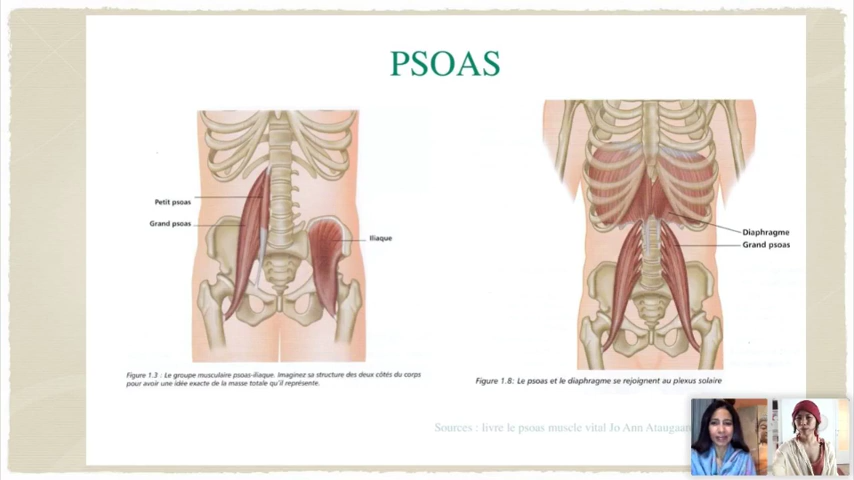 PSOAS
Petit psoas
Grand psoas
Iliaque
Figure 1.3 : Le groupe musculaire psoas-iliaque. Imaginez sa structure des deux côtés du corps
pour avoir une idée exacte de la masse totale qu'il représente.
Diaphragme
Grand psoas
Figure 1.8: Le psoas et le diaphragme se rejoignent au plexus solaire
Sources : livre le psoas muscle vital Jo Ann